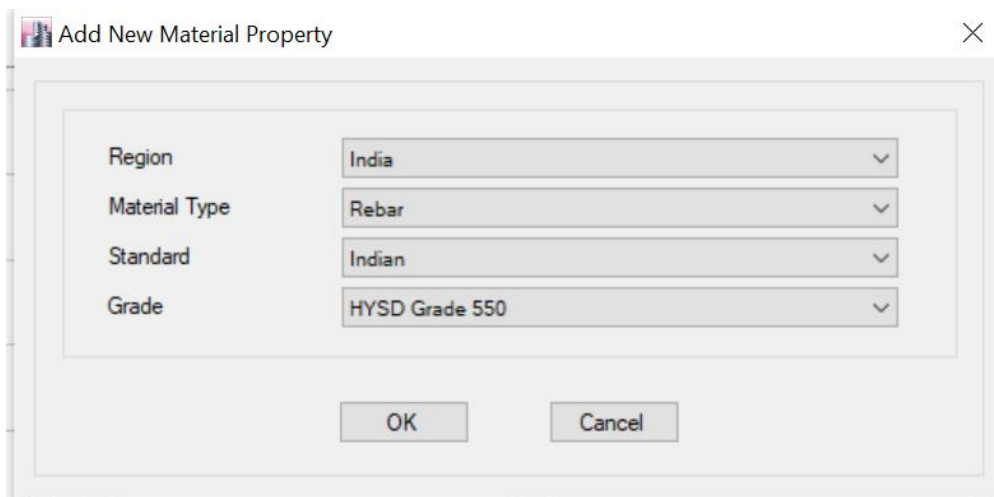 Add New Material Property
Region India
Material Type Rebar
Standard Indian
Grade HYSD Grade 550
OK Cancel